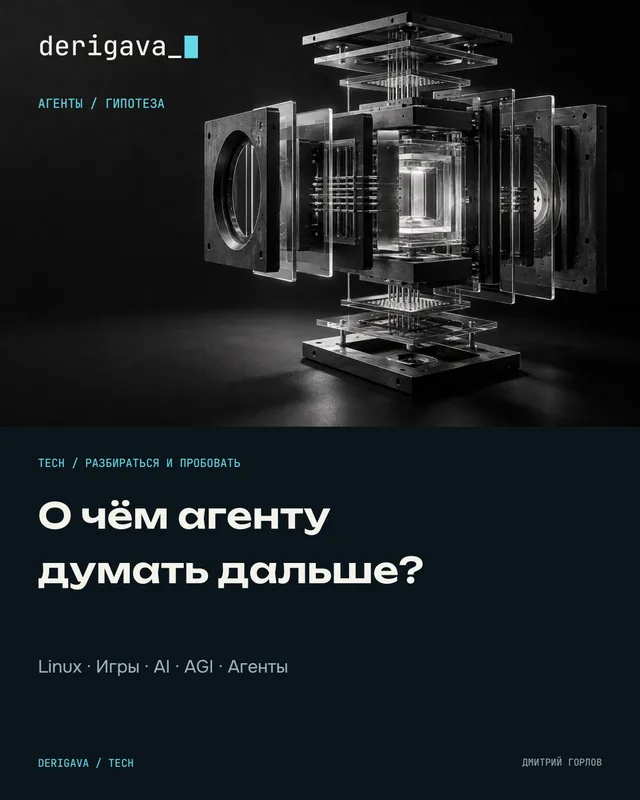 derigava_
АГЕНТЫ / ГИПОТЕЗА
TECH / РАЗБИРАТЬСЯ И ПРОБОВАТЬ
О чём агенту
думать дальше?
Linux · Игры · AI · AGI · Агенты
DERIGAVA / TECH
ДМИТРИЙ ГОРЛОВ